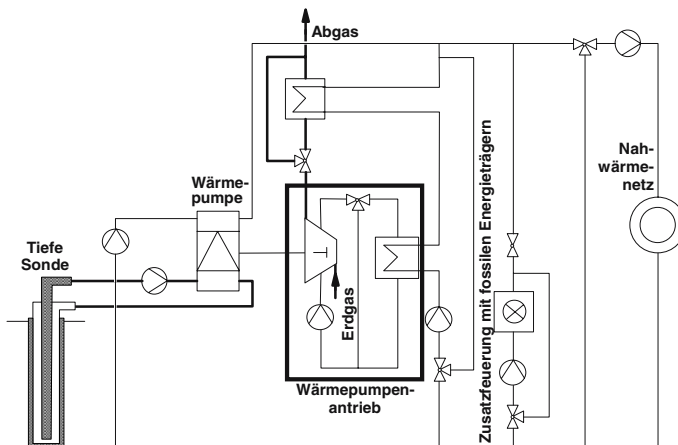 Abgas
Wärme-
pumpe
Tiefe
Sonde
Erdgas
Wärmepumpen-
antrieb
Zusatzfeuerung mit fossilen Energieträgern
Nah-
wärme-
netz